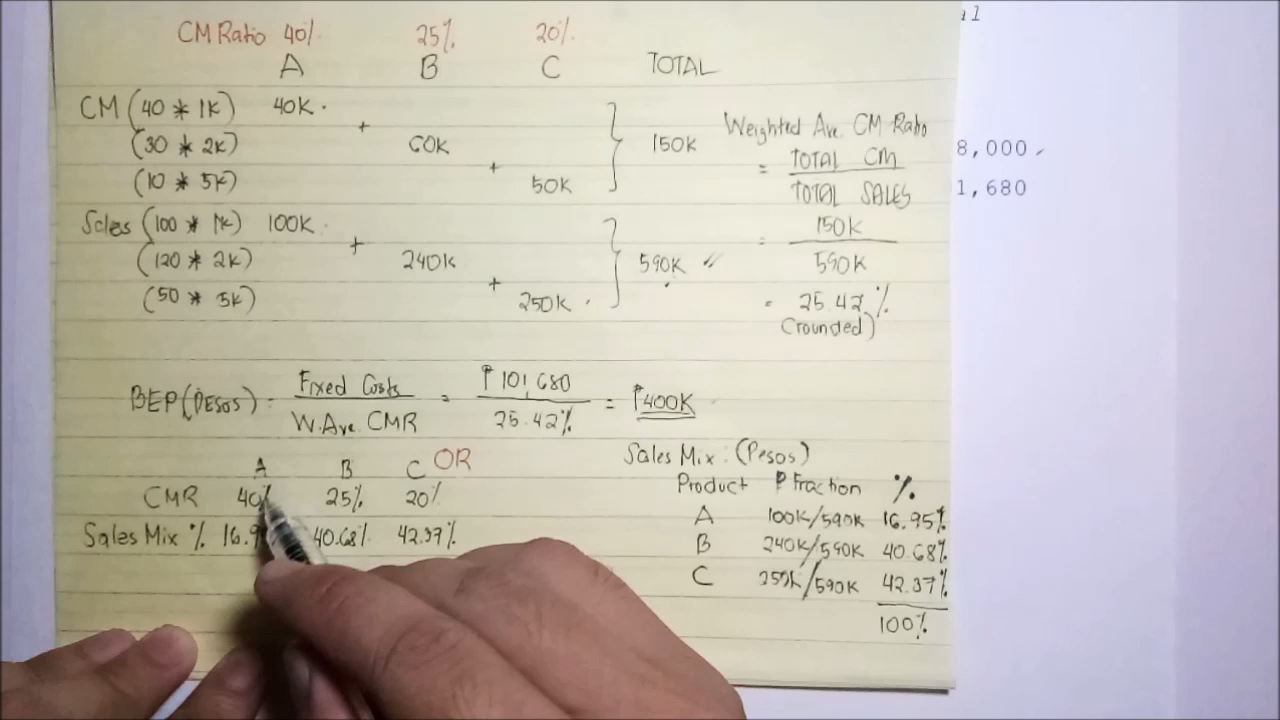 CM Ratio 40% 25% 20%
A B C TOTAL
CM (40 * 1K) 40K .
+
(30 * 2K) 60K 150K
+
(10 * 5K) 50K
Sales (100 * 1K) 100K .
+
(120 * 2K) 240K 590K
+
(50 * 5K) 250K .
Weighted Ave. CM Ratio
= TOTAL CM
TOTAL SALES
= 150K
590K
= 25.42%
(rounded)
8,000
1,680
BEP (PESOS) = Fixed Costs = ₱ 101,680 = ₱400K
W. Ave. CMR 25.42%
A B C OR
CMR 40% 25% 20%
Sales Mix % 16.9 40.68% 42.37%
Sales Mix : (Pesos)
Product ₱ Fraction %
A 100K/590K 16.95%
B 240K/590K 40.68%
C 250K/590K 42.37%
100%